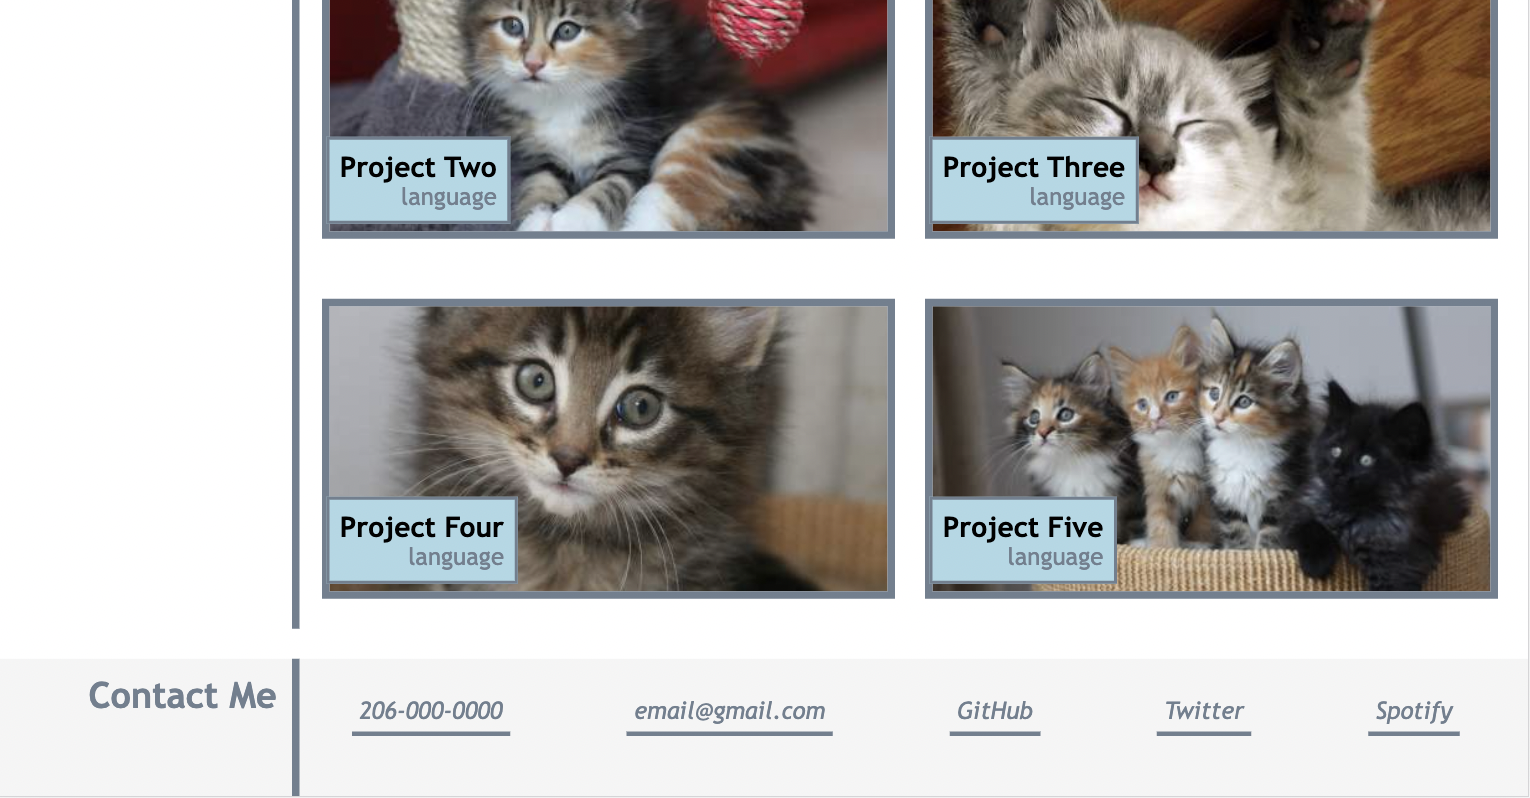 Project Two
language
Project Three
language
Project Four
language
Project Five
language
Contact Me
206-000-0000
email@gmail.com
GitHub
Twitter
Spotify